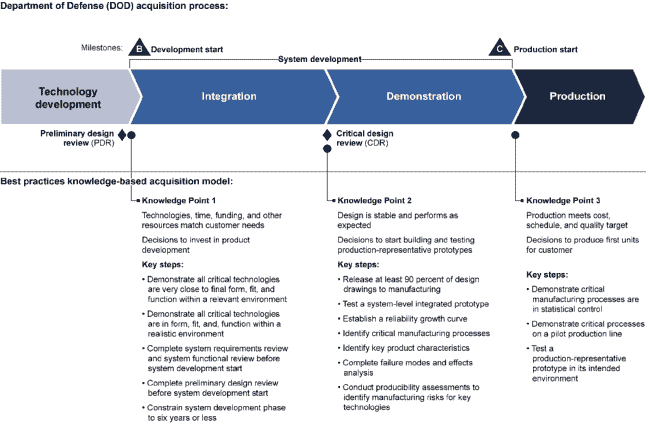 Department of Defense (DOD) acquisition process:
Milestones:
B
Development start
C
Production start
System development
Technology
development
Integration
Demonstration
Production
Preliminary design
review (PDR)
Critical design
review (CDR)
Best practices knowledge-based acquisition model:
Knowledge Point 1
Technologies, time, funding, and other
resources match customer needs
Decisions to invest in product
development
Key steps:
• Demonstrate all critical technologies
are very close to final form, fit, and
function within a relevant environment
• Demonstrate all critical technologies
are in form, fit, and, function within a
realistic environment
• Complete system requirements review
and system functional review before
system development start
• Complete preliminary design review
before system development start
• Constrain system development phase
to six years or less
Knowledge Point 2
Design is stable and performs as
expected
Decisions to start building and testing
production-representative prototypes
Key steps:
• Release at least 90 percent of design
drawings to manufacturing
• Test a system-level integrated prototype
• Establish a reliability growth curve
• Identify critical manufacturing processes
• Identify key product characteristics
• Complete failure modes and effects
analysis
• Conduct producibility assessments to
identify manufacturing risks for key
technologies
Knowledge Point 3
Production meets cost,
schedule, and quality target
Decisions to produce first units
for customer
Key steps:
• Demonstrate critical
manufacturing processes are
in statistical control
• Demonstrate critical processes
on a pilot production line
• Test a
production-representative
prototype in its intended
environment